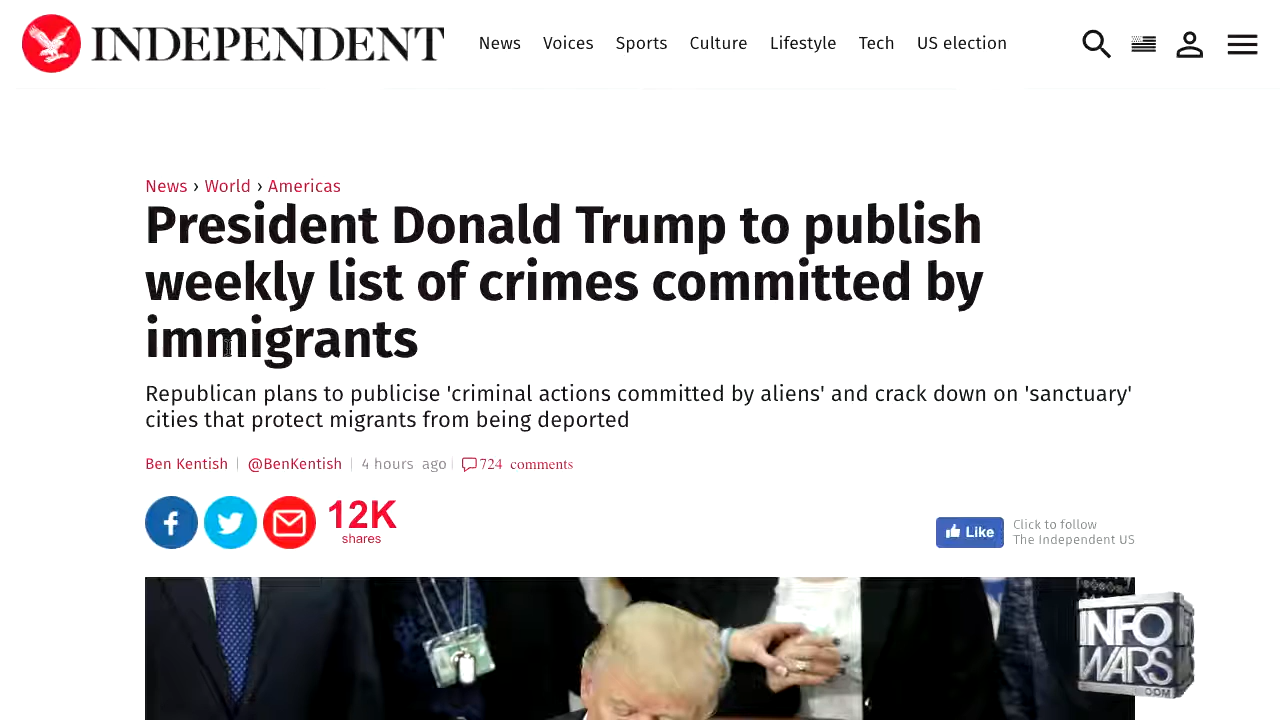 INDEPENDENT
News Voices Sports Culture Lifestyle Tech US election
News › World › Americas
President Donald Trump to publish
weekly list of crimes committed by
immigrants
Republican plans to publicise 'criminal actions committed by aliens' and crack down on 'sanctuary'
cities that protect migrants from being deported
Ben Kentish @BenKentish 4 hours ago 724 comments
12K
shares
Like
Click to follow
The Independent US
INFO
WARS
.COM